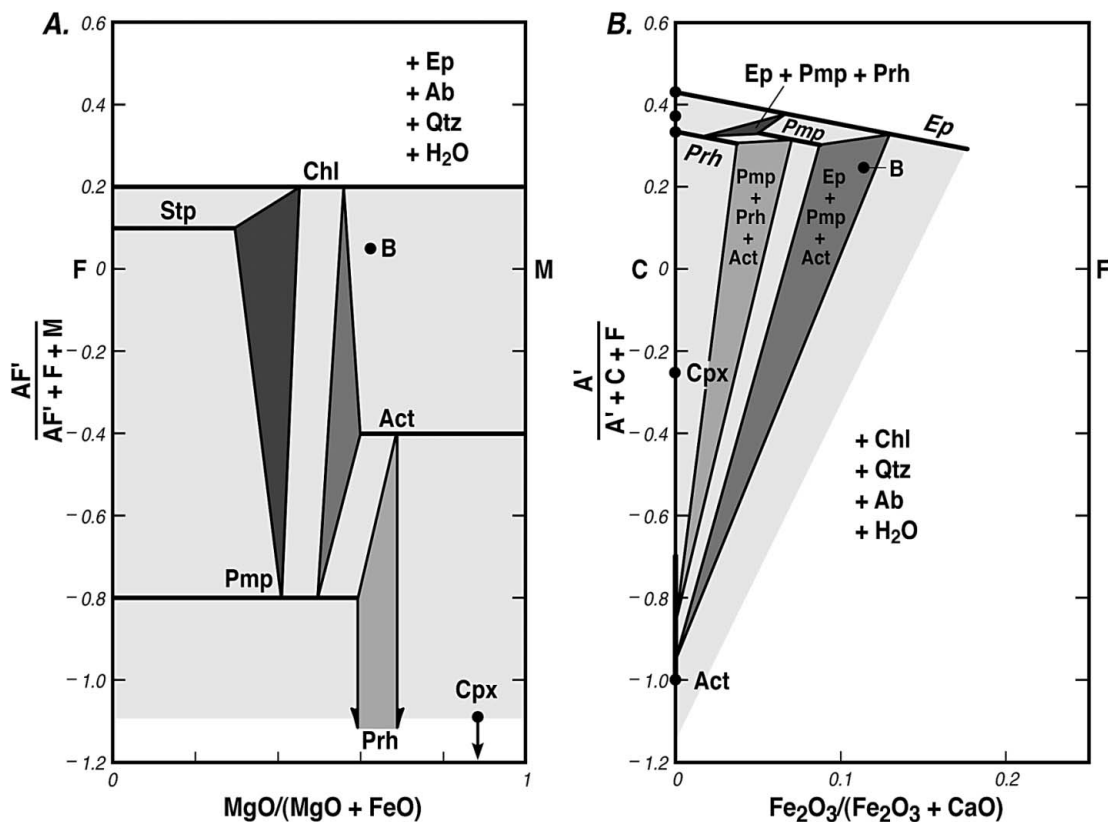 A.
0.6
0.4
0.2
0
−0.2
−0.4
−0.6
−0.8
−1.0
−1.2
AF'
AF' + F + M
+ Ep
+ Ab
+ Qtz
+ H₂O
Chl
Stp
F
B
M
Act
Pmp
Cpx
Prh
0
1
MgO/(MgO + FeO)
B.
0.6
0.4
0.2
0
−0.2
−0.4
−0.6
−0.8
−1.0
−1.2
A'
A' + C + F
Ep + Pmp + Prh
Pmp
Ep
Prh
Pmp
+
Prh
+
Act
Ep
+
Pmp
+
Act
B
C
F
Cpx
+ Chl
+ Qtz
+ Ab
+ H₂O
Act
0
0.1
0.2
Fe₂O₃/(Fe₂O₃ + CaO)